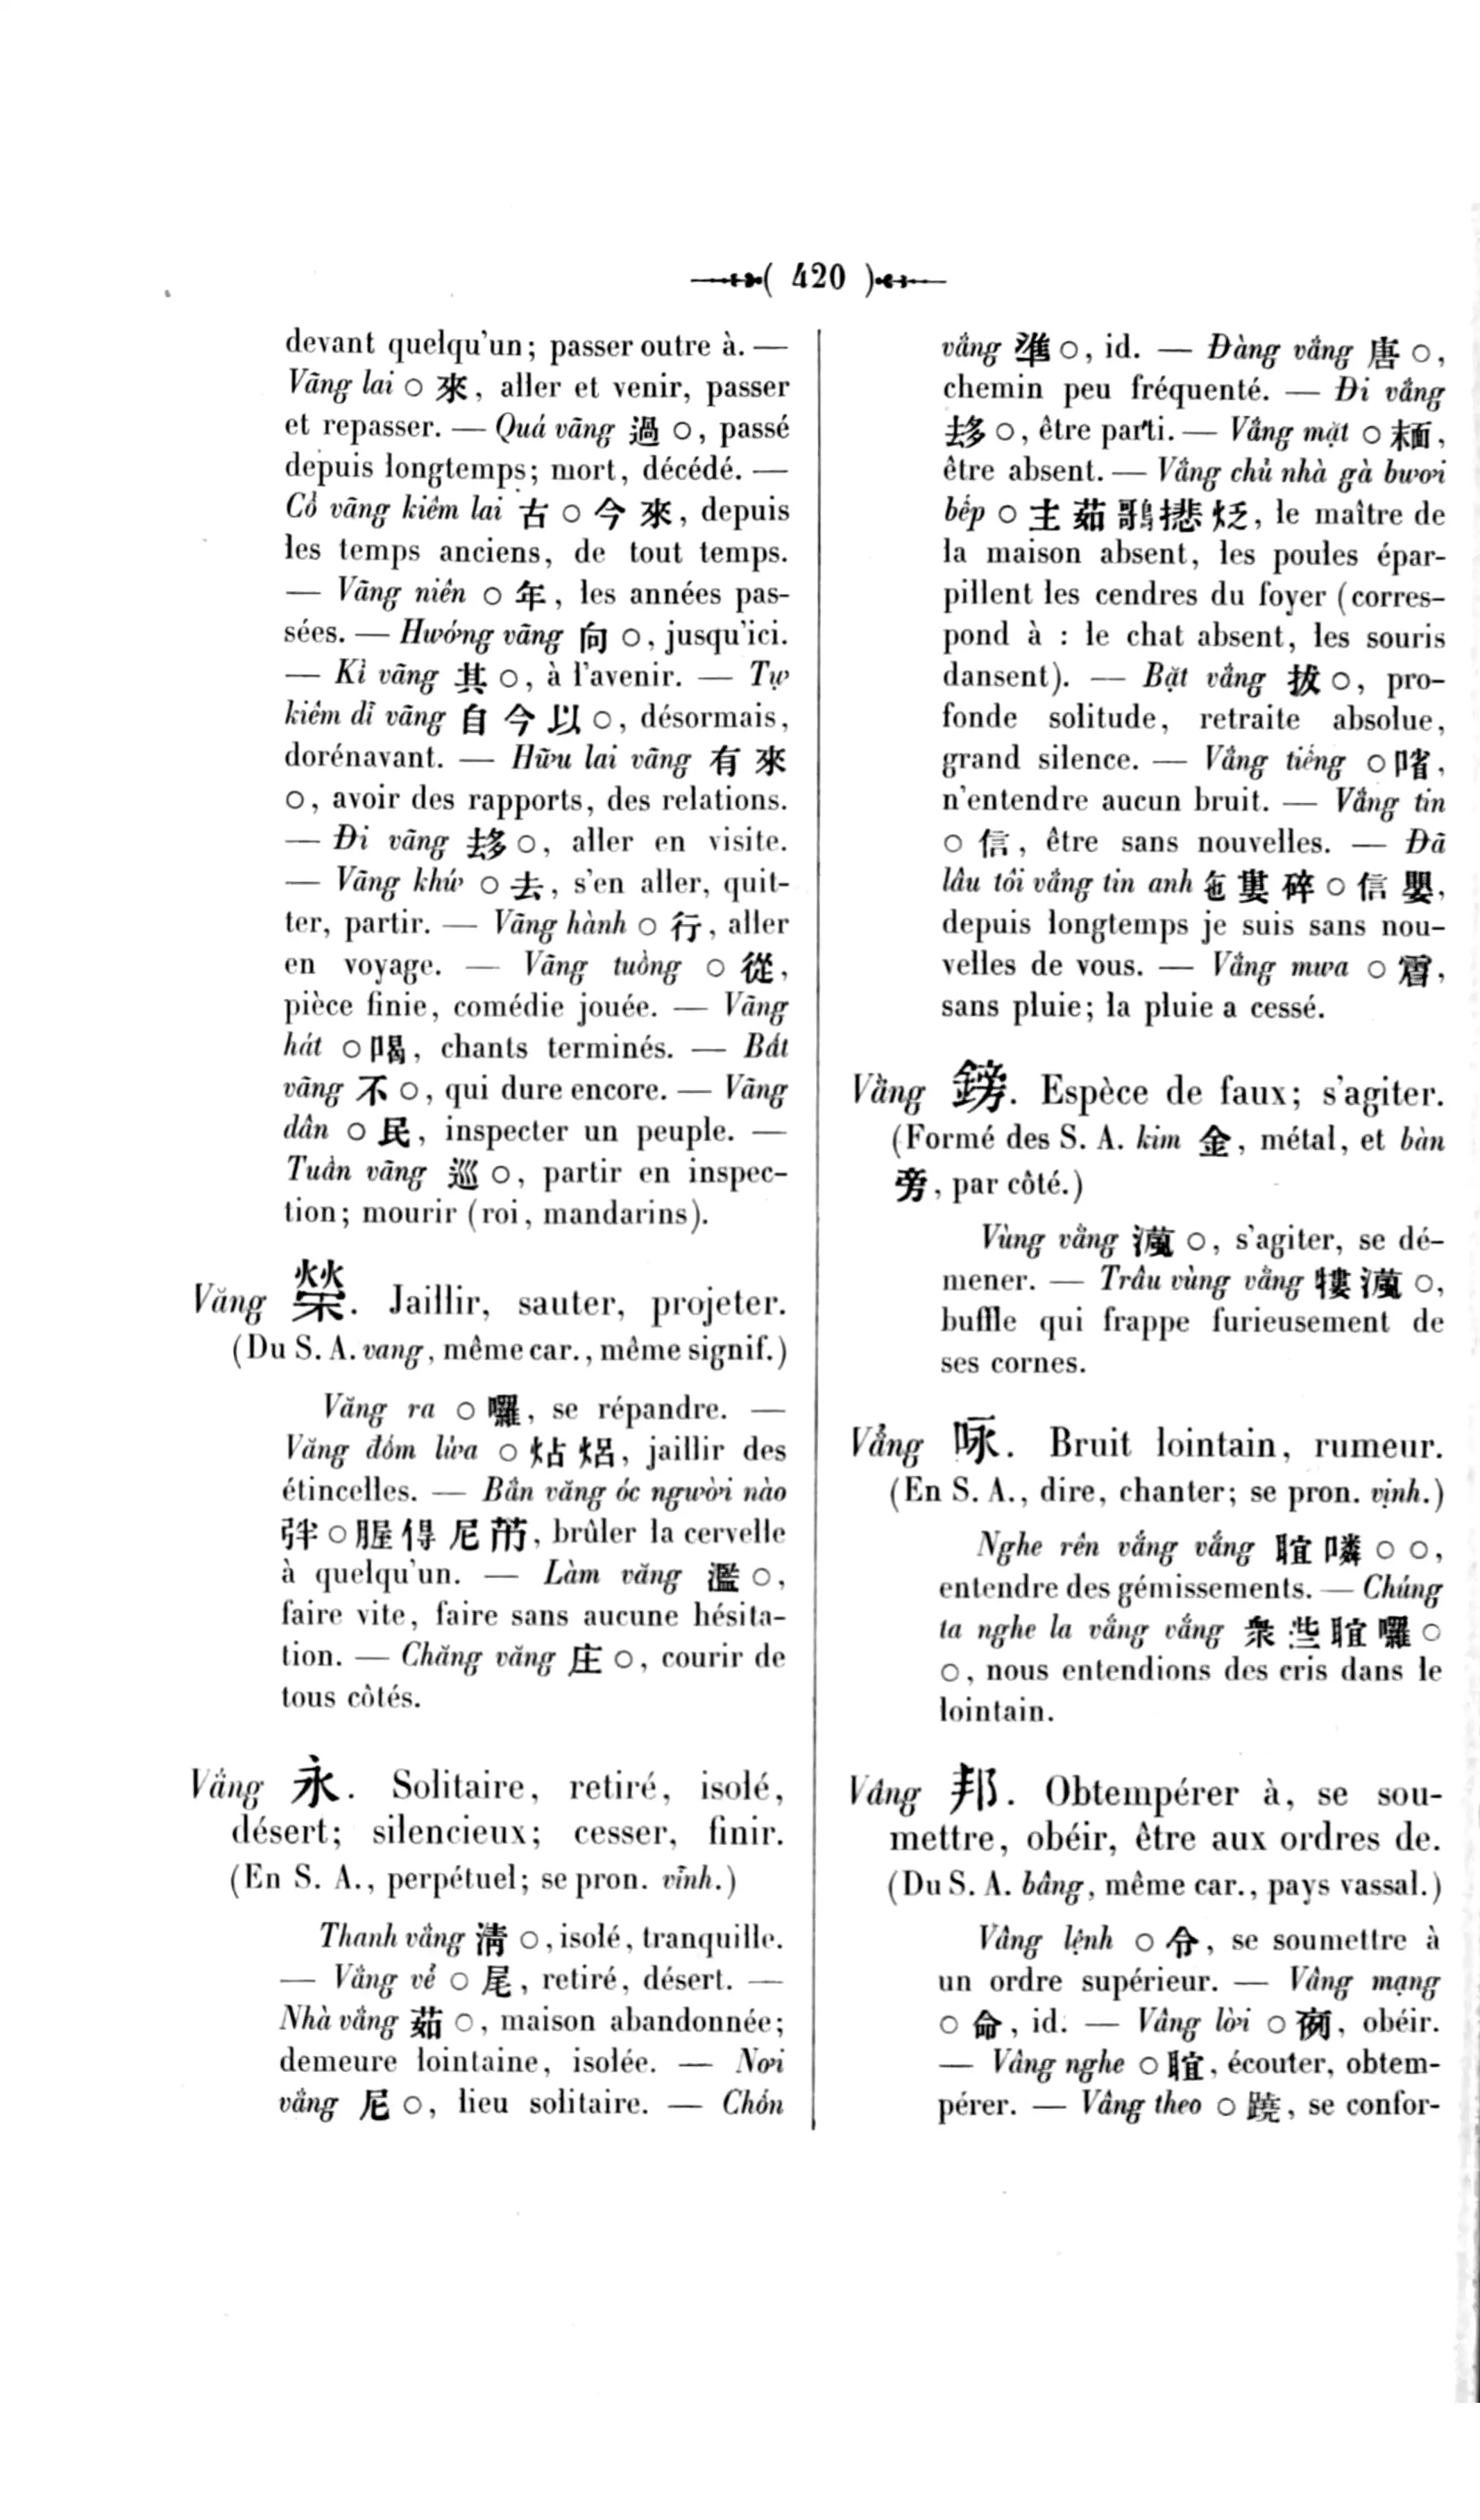 ( 420 )
devant quelqu'un; passer outre à. —
Vãng lai ○ 來, aller et venir, passer
et repasser. — Quá vãng 過 ○, passé
depuis longtemps; mort, décédé. —
Cổ vãng kiêm lai 古 ○ 今 來, depuis
les temps anciens, de tout temps.
— Vãng niên ○ 年, les années pas-
sées. — Hướng vãng 向 ○, jusqu'ici.
— Kì vãng 其 ○, à l'avenir. — Tự
kiêm dĩ vãng 自 今 以 ○, désormais,
dorénavant. — Hữu lai vãng 有 來
○, avoir des rapports, des relations.
— Đi vãng 𠫾 ○, aller en visite.
— Vãng khứ ○ 去, s'en aller, quit-
ter, partir. — Vãng hành ○ 行, aller
en voyage. — Vãng tuồng ○ 從,
pièce finie, comédie jouée. — Vãng
hát ○ 喝, chants terminés. — Bất
vãng 不 ○, qui dure encore. — Vãng
dân ○ 民, inspecter un peuple. —
Tuần vãng 巡 ○, partir en inspec-
tion; mourir (roi, mandarins).
Văng 荣. Jaillir, sauter, projeter.
(Du S. A. vang, même car., même signif.)
Văng ra ○ 囉, se répandre. —
Văng đóm lửa ○ 炶 焒, jaillir des
étincelles. — Bắn văng óc người nào
弝 ○ 腛 得 尼 芇, brûler la cervelle
à quelqu'un. — Làm văng 濫 ○,
faire vite, faire sans aucune hésita-
tion. — Chăng văng 庄 ○, courir de
tous côtés.
Vắng 永. Solitaire, retiré, isolé,
désert; silencieux; cesser, finir.
(En S. A., perpétuel; se pron. vĩnh.)
Thanh vắng 清 ○, isolé, tranquille.
— Vắng vẻ ○ 尾, retiré, désert. —
Nhà vắng 茹 ○, maison abandonnée;
demeure lointaine, isolée. — Nơi
vắng 尼 ○, lieu solitaire. — Chốn
vắng 準 ○, id. — Đàng vắng 唐 ○,
chemin peu fréquenté. — Đi vắng
𠫾 ○, être parti. — Vắng mặt ○ 𩈘,
être absent. — Vắng chủ nhà gà bươi
bếp ○ 主 茹, le maître de
la maison absent, les poules épar-
pillent les cendres du foyer (corres-
pond à : le chat absent, les souris
dansent). — Bặt vắng 拔 ○, pro-
fonde solitude, retraite absolue,
grand silence. — Vắng tiếng ○ 㗂,
n'entendre aucun bruit. — Vắng tin
○ 信, être sans nouvelles. — Đã
lâu tôi vắng tin anh 㐌 婁 碎 ○ 信 嬰,
depuis longtemps je suis sans nou-
velles de vous. — Vắng mưa ○ 䨒,
sans pluie; la pluie a cessé.
Vằng 鎊. Espèce de faux; s'agiter.
(Formé des S. A. kim 金, métal, et bàn
旁, par côté.)
Vùng vằng ○, s'agiter, se dé-
mener. — Trâu vùng vằng ○,
buffle qui frappe furieusement de
ses cornes.
Vẳng 咏. Bruit lointain, rumeur.
(En S. A., dire, chanter; se pron. vịnh.)
Nghe rên vẳng vẳng 𦖑 嶙 ○ ○,
entendre des gémissements. — Chúng
ta nghe la vẳng vẳng 衆 些 𦖑 囉 ○
○, nous entendions des cris dans le
lointain.
Vâng 邦. Obtempérer à, se sou-
mettre, obéir, être aux ordres de.
(Du S. A. bâng, même car., pays vassal.)
Vâng lệnh ○ 令, se soumettre à
un ordre supérieur. — Vâng mạng
○ 命, id. — Vâng lời ○, obéir.
— Vâng nghe ○ 𦖑, écouter, obtem-
pérer. — Vâng theo ○ 蹺, se confor-